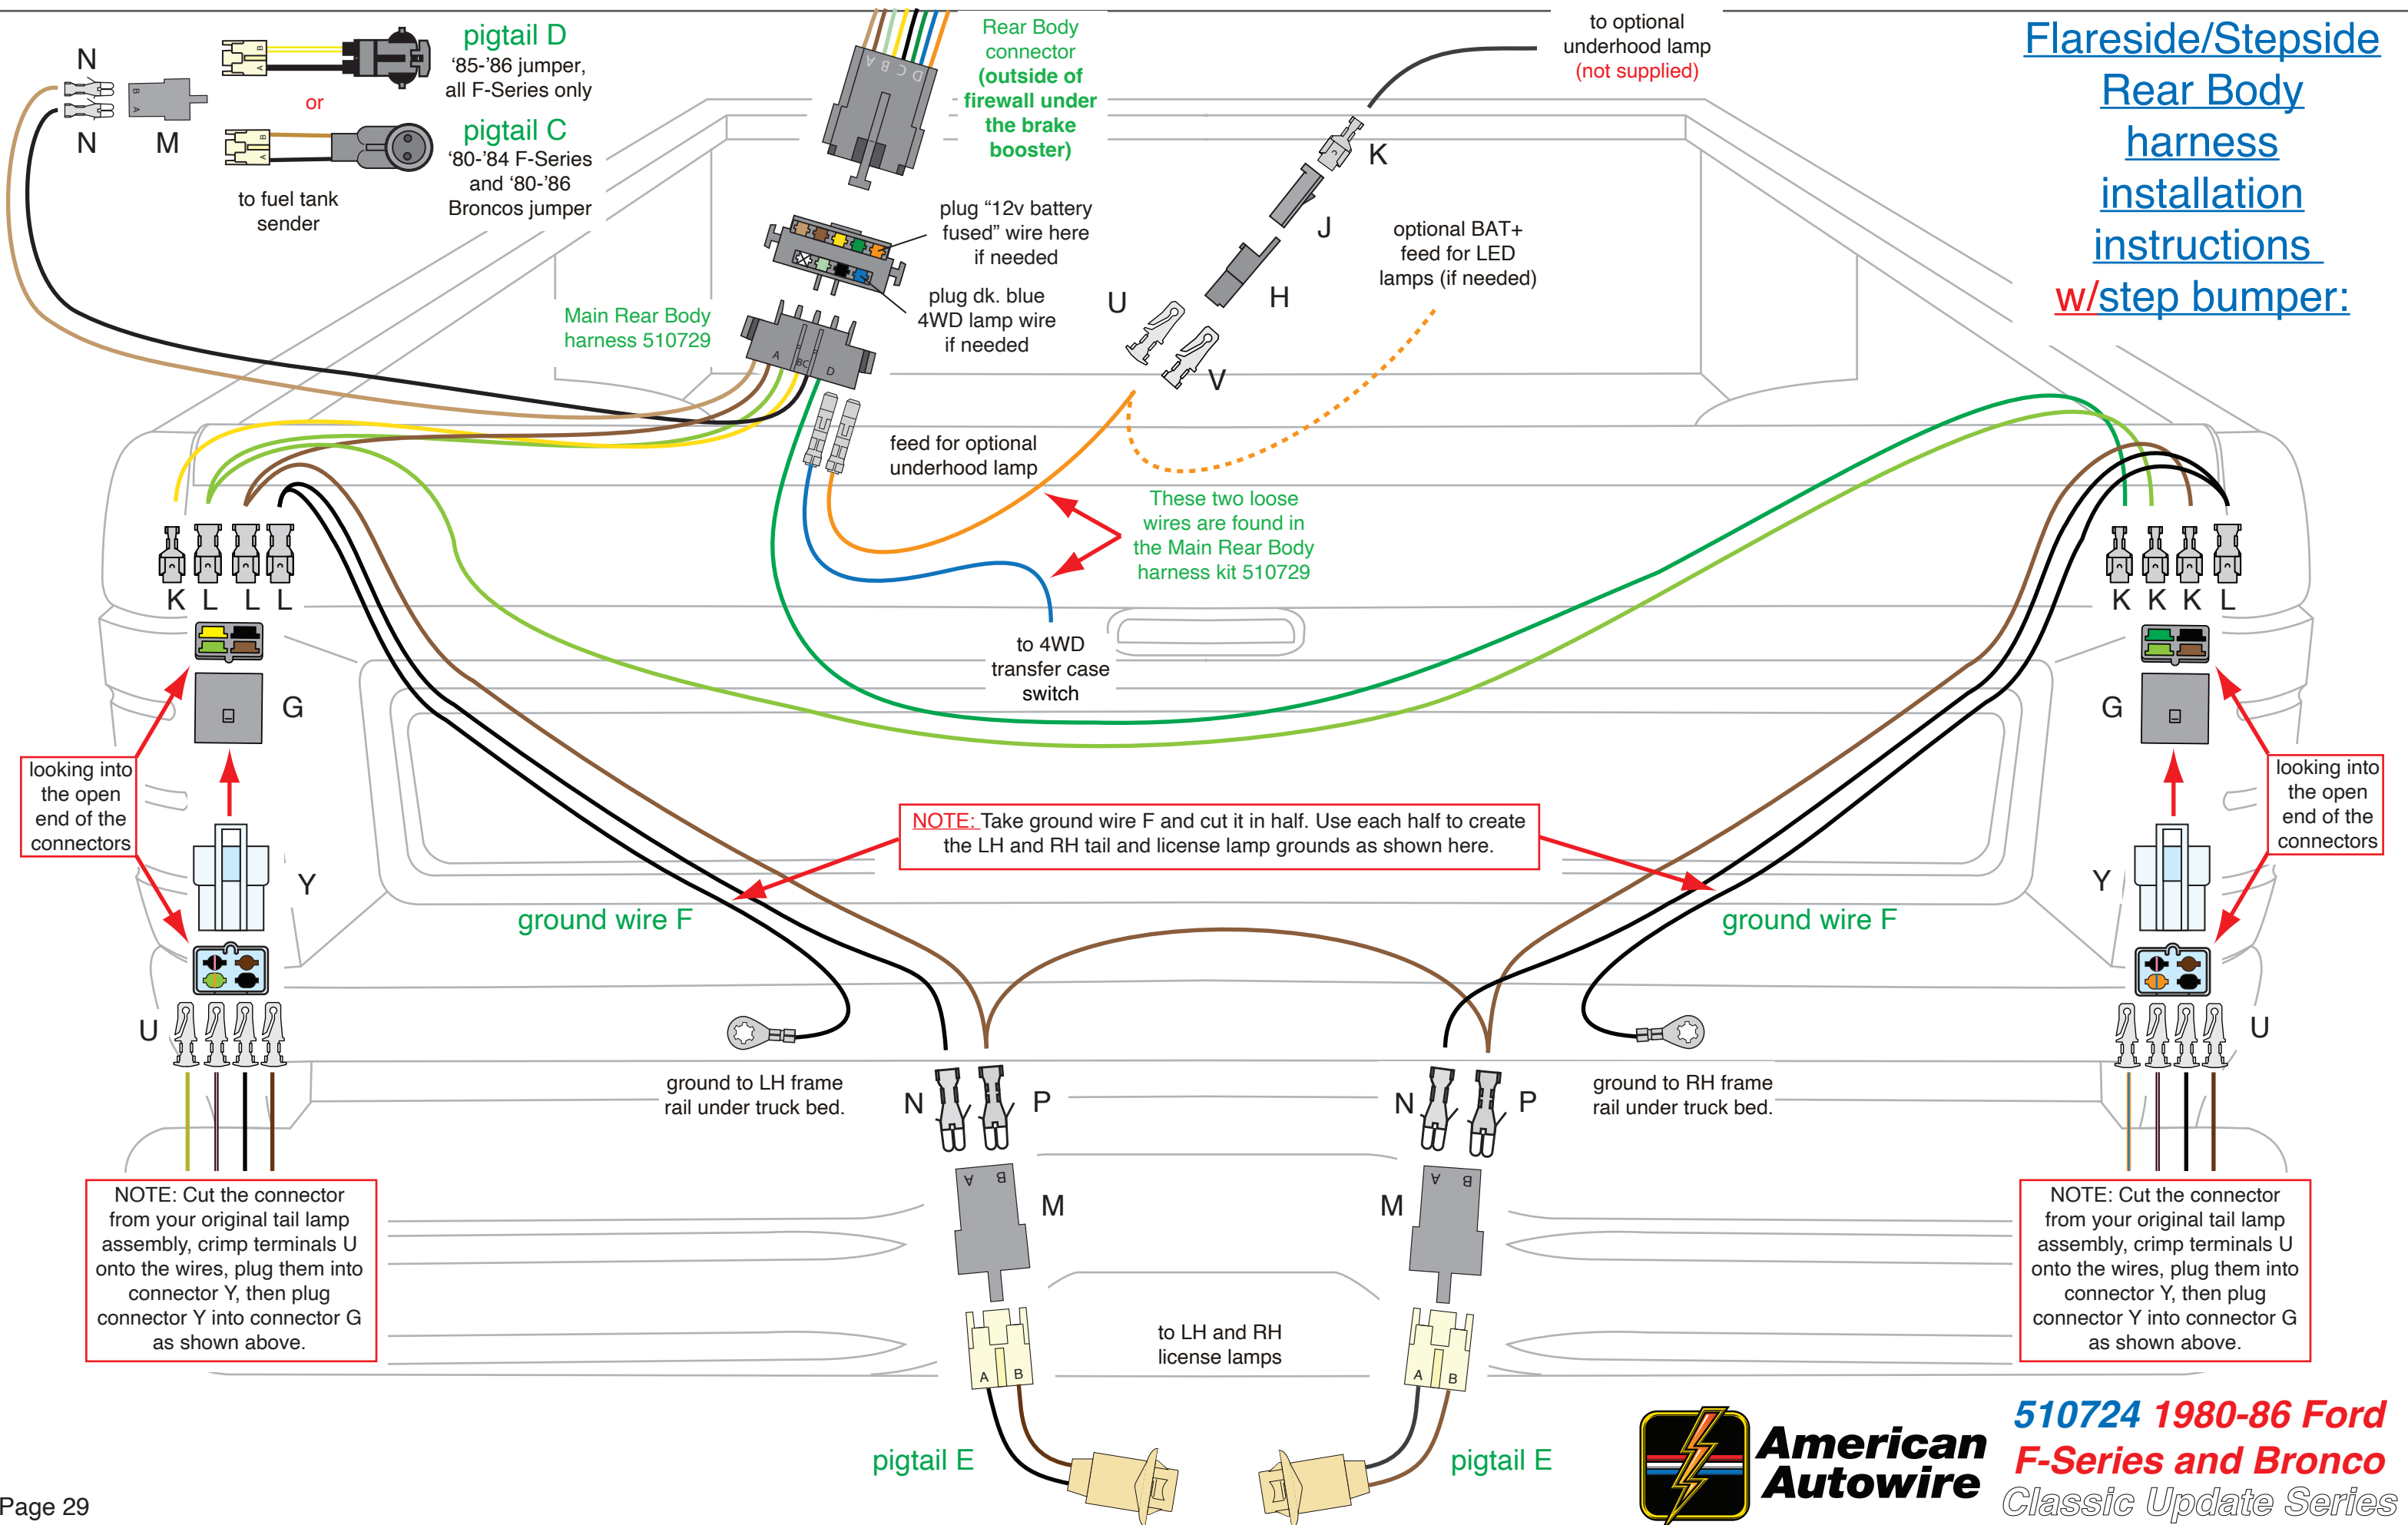 Flareside/Stepside
Rear Body
harness
installation
instructions
w/step bumper:
N
N
M
B
A
B
A
pigtail D
‘85-’86 jumper,
all F-Series only
or
B
A
pigtail C
‘80-’84 F-Series
and ‘80-’86
Broncos jumper
to fuel tank
sender
A
B
C
D
Rear Body
connector
(outside of
firewall under
the brake
booster)
to optional
underhood lamp
(not supplied)
K
J
H
U
V
plug “12v battery
fused” wire here
if needed
plug dk. blue
4WD lamp wire
if needed
optional BAT+
feed for LED
lamps (if needed)
Main Rear Body
harness 510729
A
BC
D
feed for optional
underhood lamp
These two loose
wires are found in
the Main Rear Body
harness kit 510729
to 4WD
transfer case
switch
K L L L
G
looking into
the open
end of the
connectors
Y
U
K K K L
G
looking into
the open
end of the
connectors
Y
U
NOTE: Take ground wire F and cut it in half. Use each half to create
the LH and RH tail and license lamp grounds as shown here.
ground wire F
ground wire F
ground to LH frame
rail under truck bed.
N
P
N
P
ground to RH frame
rail under truck bed.
A
B
M
M
A
B
NOTE: Cut the connector
from your original tail lamp
assembly, crimp terminals U
onto the wires, plug them into
connector Y, then plug
connector Y into connector G
as shown above.
NOTE: Cut the connector
from your original tail lamp
assembly, crimp terminals U
onto the wires, plug them into
connector Y, then plug
connector Y into connector G
as shown above.
to LH and RH
license lamps
A
B
A
B
pigtail E
pigtail E
American
Autowire
510724 1980-86 Ford
F-Series and Bronco
Classic Update Series
Page 29